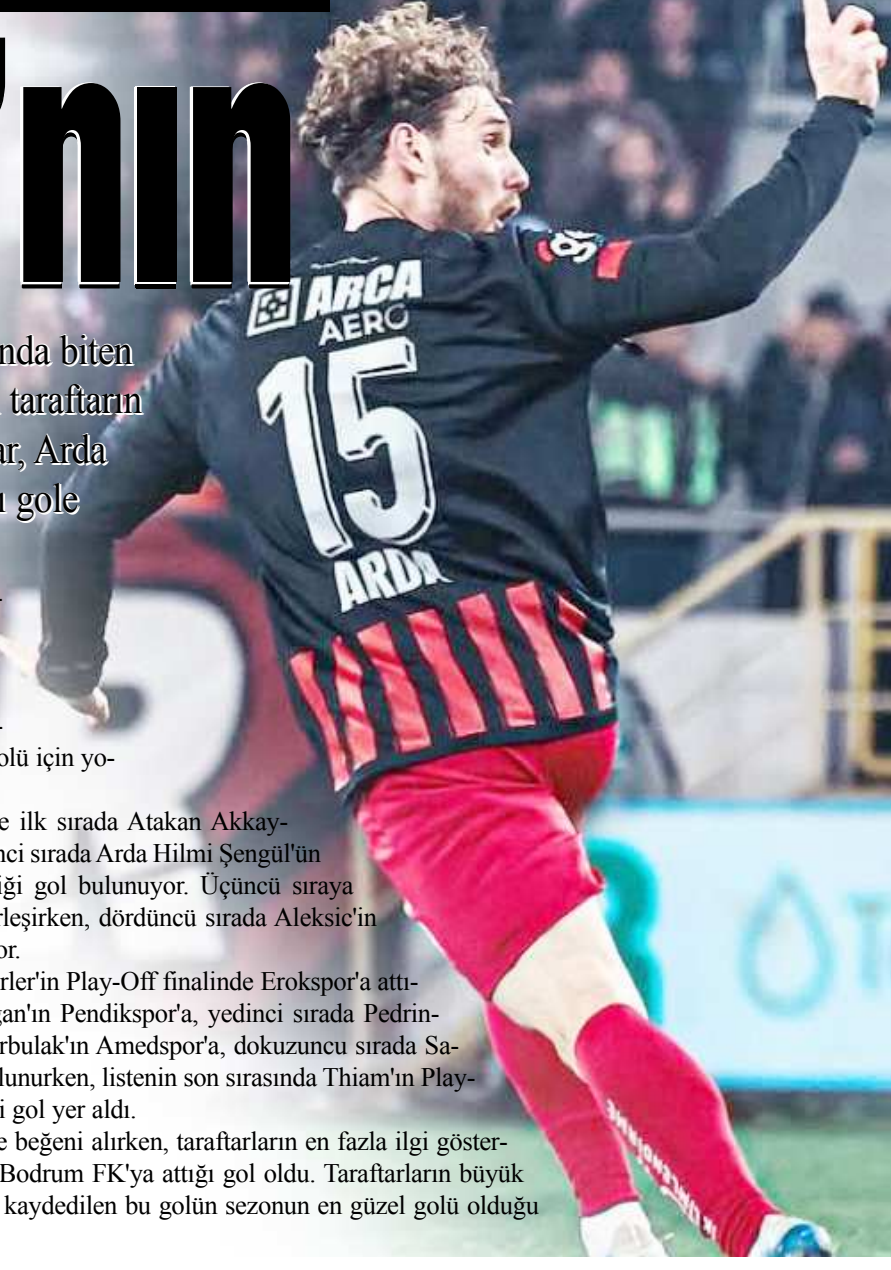 'nın
nda biten
taraftarın
ar, Arda
gole
olü için yo-
e ilk sırada Atakan Akkay-
nci sırada Arda Hilmi Şengül'ün
iği gol bulunuyor. Üçüncü sıraya
rleşirken, dördüncü sırada Aleksic'in
or.
rler'in Play-Off finalinde Erokspor'a attı-
ğan'ın Pendikspor'a, yedinci sırada Pedrin-
rbulak'ın Amedspor'a, dokuzuncu sırada Sa-
lunurken, listenin son sırasında Thiam'ın Play-
i gol yer aldı.
e beğeni alırken, taraftarların en fazla ilgi göster-
Bodrum FK'ya attığı gol oldu. Taraftarların büyük
kaydedilen bu golün sezonun en güzel golü olduğu
ARCA
AERO
15
ARDA